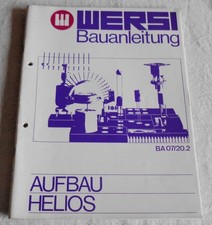 WERSI
Bauanleitung
BA 07/20.2
AUFBAU
HELIOS